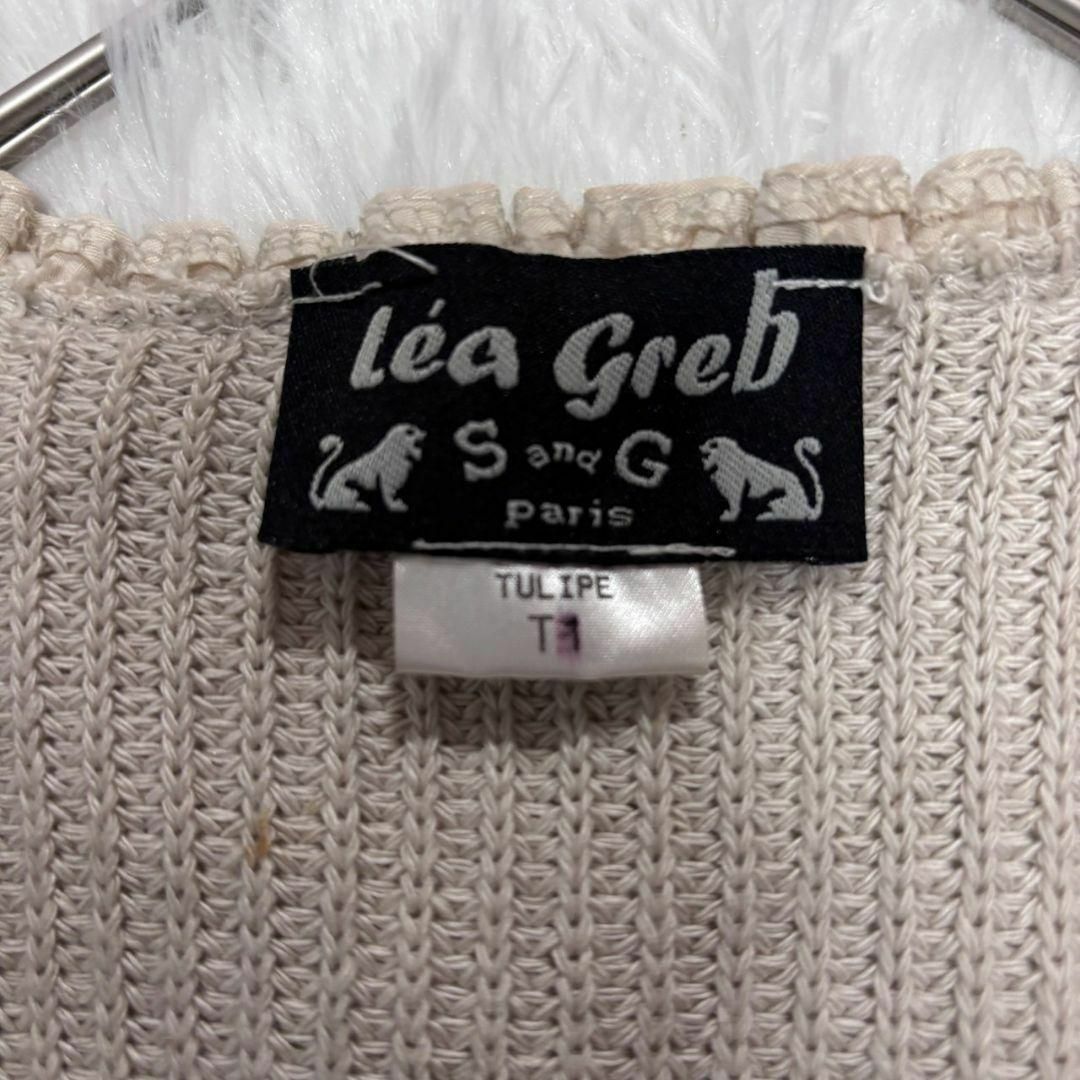 léa Greb
S and G
Paris
TULIPE
T1